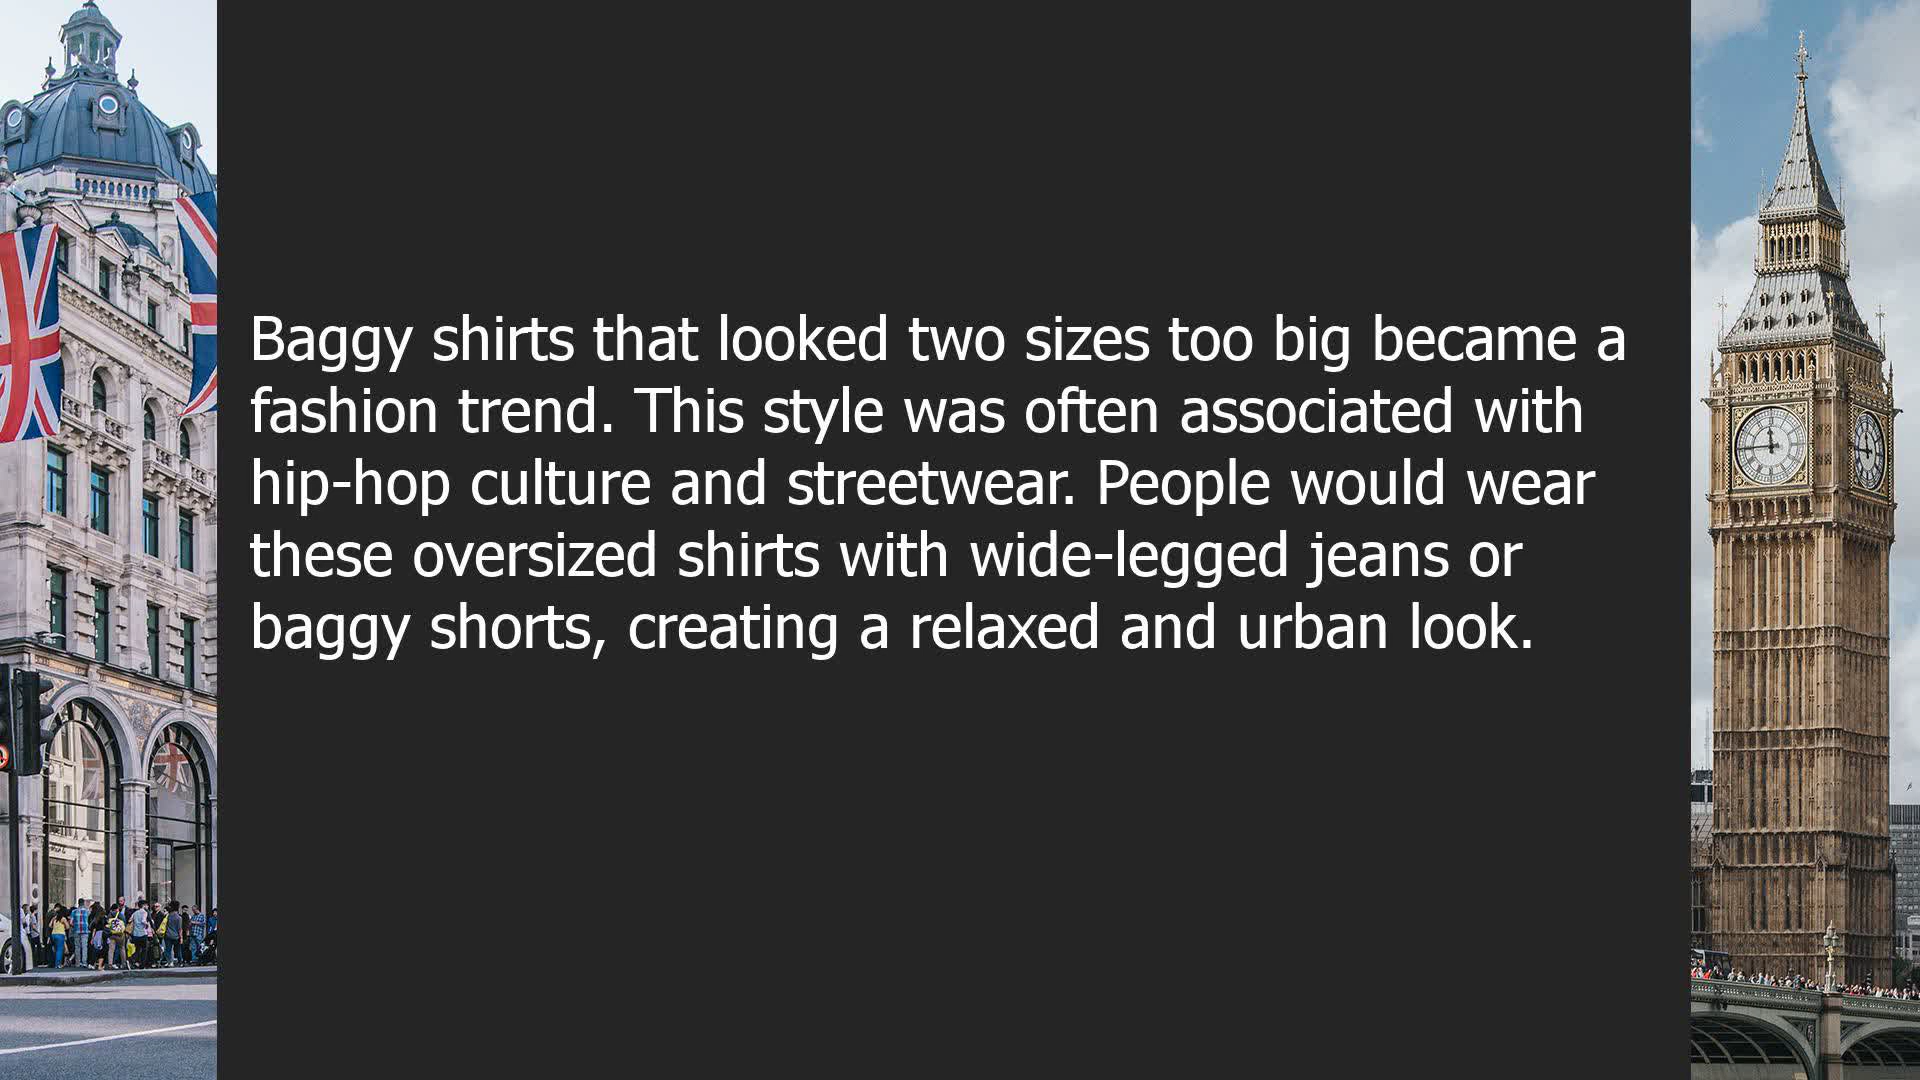 Baggy shirts that looked two sizes too big became a
fashion trend. This style was often associated with
hip-hop culture and streetwear. People would wear
these oversized shirts with wide-legged jeans or
baggy shorts, creating a relaxed and urban look.